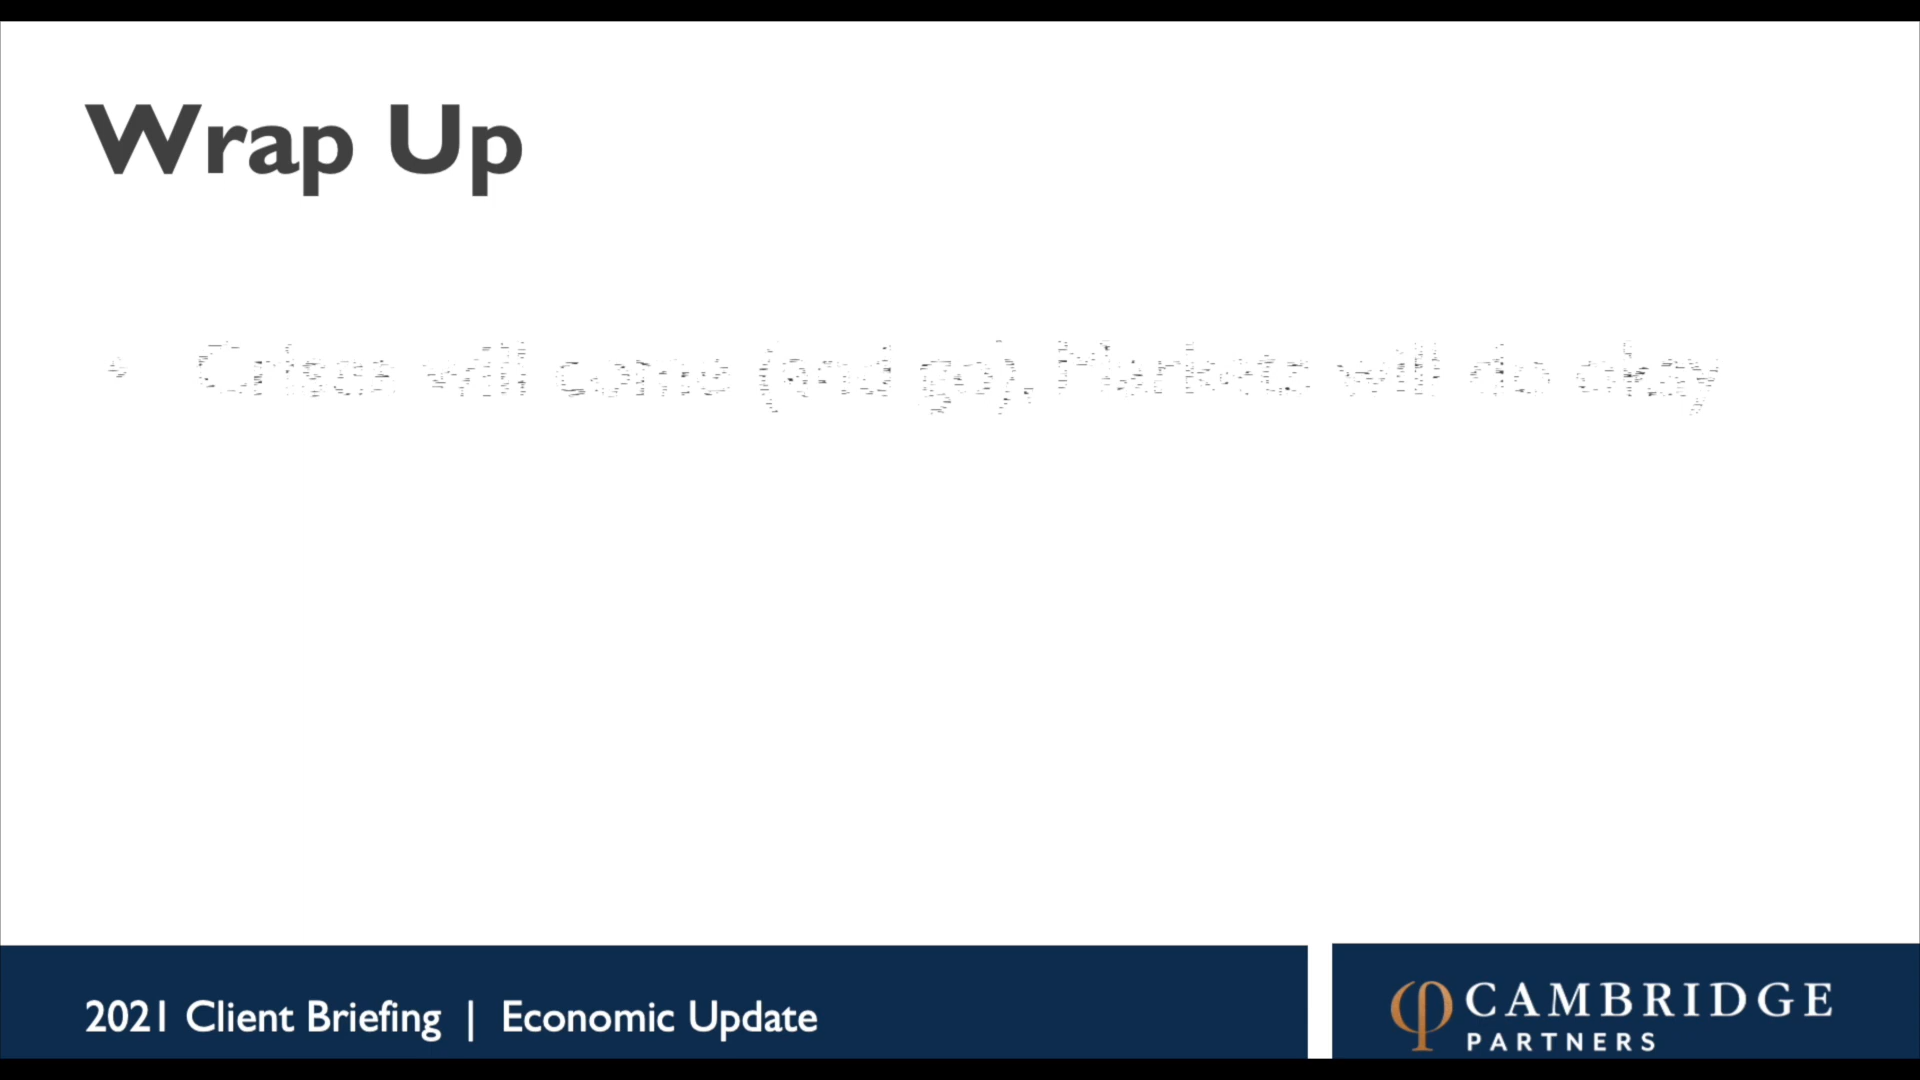 Wrap Up
• Crises will come (and go), Markets will do okay
2021 Client Briefing | Economic Update
CAMBRIDGE
PARTNERS